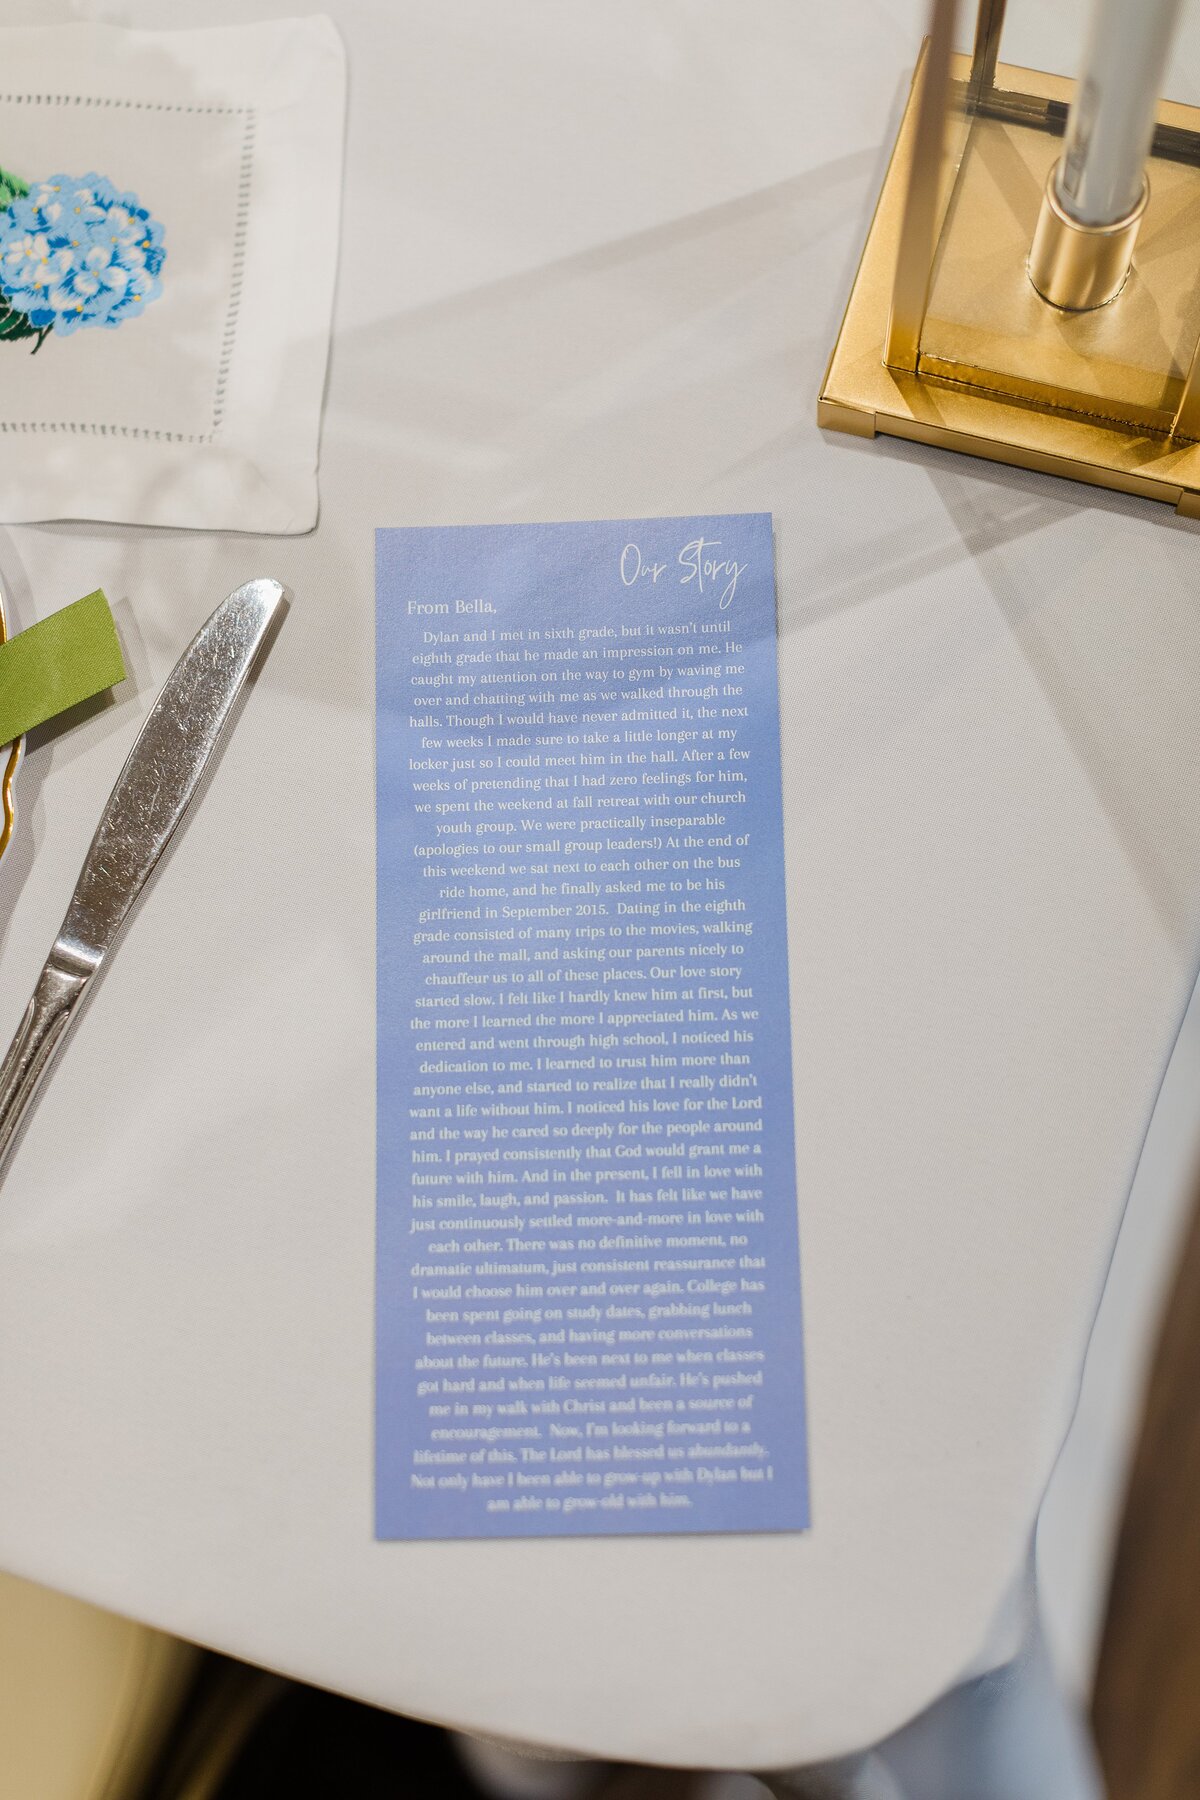 Our Story
From Bella,
Dylan and I met in sixth grade, but it wasn't until
eighth grade that he made an impression on me. He
caught my attention on the way to gym by waving me
over and chatting with me as we walked through the
halls. Though I would have never admitted it, the next
few weeks I made sure to take a little longer at my
locker just so I could meet him in the hall. After a few
weeks of pretending that I had zero feelings for him,
we spent the weekend at fall retreat with our church
youth group. We were practically inseparable
(apologies to our small group leaders!) At the end of
this weekend we sat next to each other on the bus
ride home, and he finally asked me to be his
girlfriend in September 2015. Dating in the eighth
grade consisted of many trips to the movies, walking
around the mall, and asking our parents nicely to
chauffeur us to all of these places. Our love story
started slow. I felt like I hardly knew him at first, but
the more I learned the more I appreciated him. As we
entered and went through high school, I noticed his
dedication to me. I learned to trust him more than
anyone else, and started to realize that I really didn't
want a life without him. I noticed his love for the Lord
and the way he cared so deeply for the people around
him. I prayed consistently that God would grant me a
future with him. And in the present, I fell in love with
his smile, laugh, and passion. It has felt like we have
just continuously settled more-and-more in love with
each other. There was no definitive moment, no
dramatic ultimatum, just consistent reassurance that
I would choose him over and over again. College has
been spent going on study dates, grabbing lunch
between classes, and having more conversations
about the future. He's been next to me when classes
got hard and when life seemed unfair. He's pushed
me in my walk with Christ and been a source of
encouragement. Now, I'm looking forward to a
lifetime of this. The Lord has blessed us abundantly.
Not only have I been able to grow-up with Dylan but I
am able to grow-old with him.